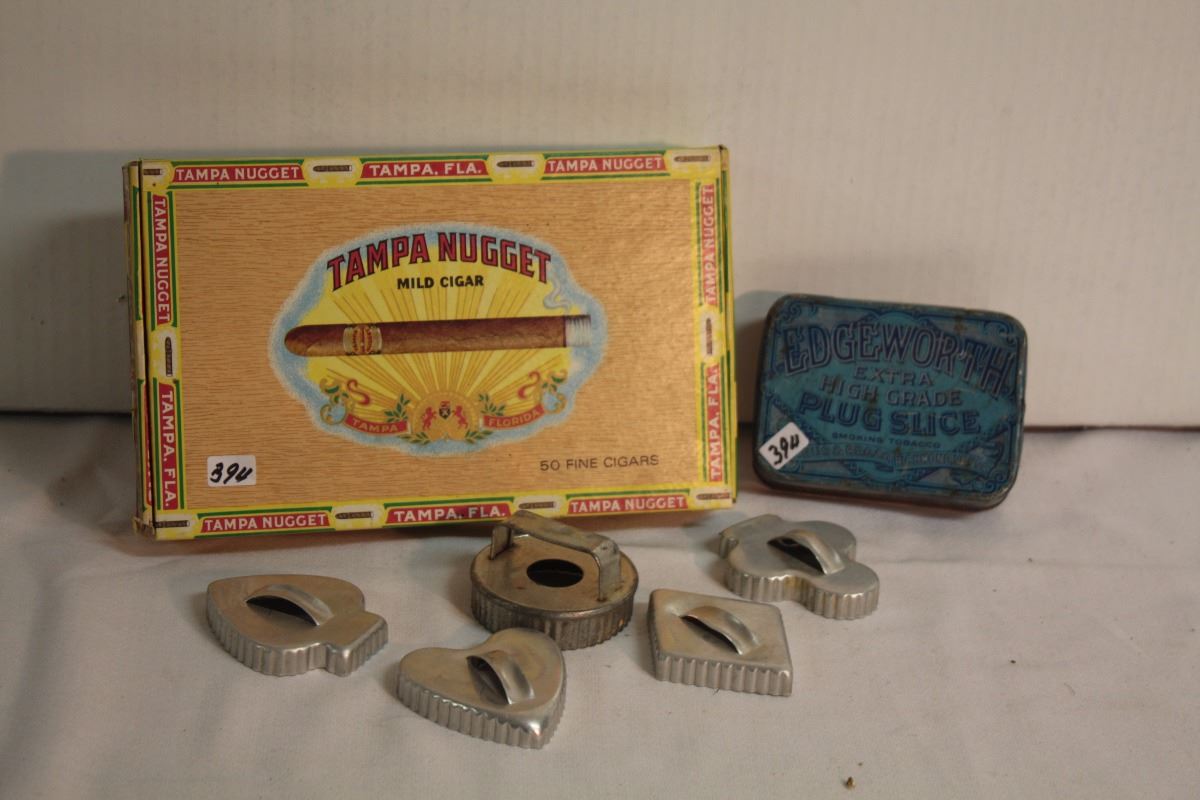 TAMPA NUGGET TAMPA, FLA. TAMPA NUGGET
TAMPA NUGGET
TAMPA, FLA.
TAMPA NUGGET
MILD CIGAR
TAMPA FLORIDA
50 FINE CIGARS
394
TAMPA NUGGET
TAMPA, FLA.
TAMPA NUGGET TAMPA, FLA. TAMPA NUGGET
EDGEWORTH
EXTRA
HIGH GRADE
PLUG SLICE
SMOKING TOBACCO
394